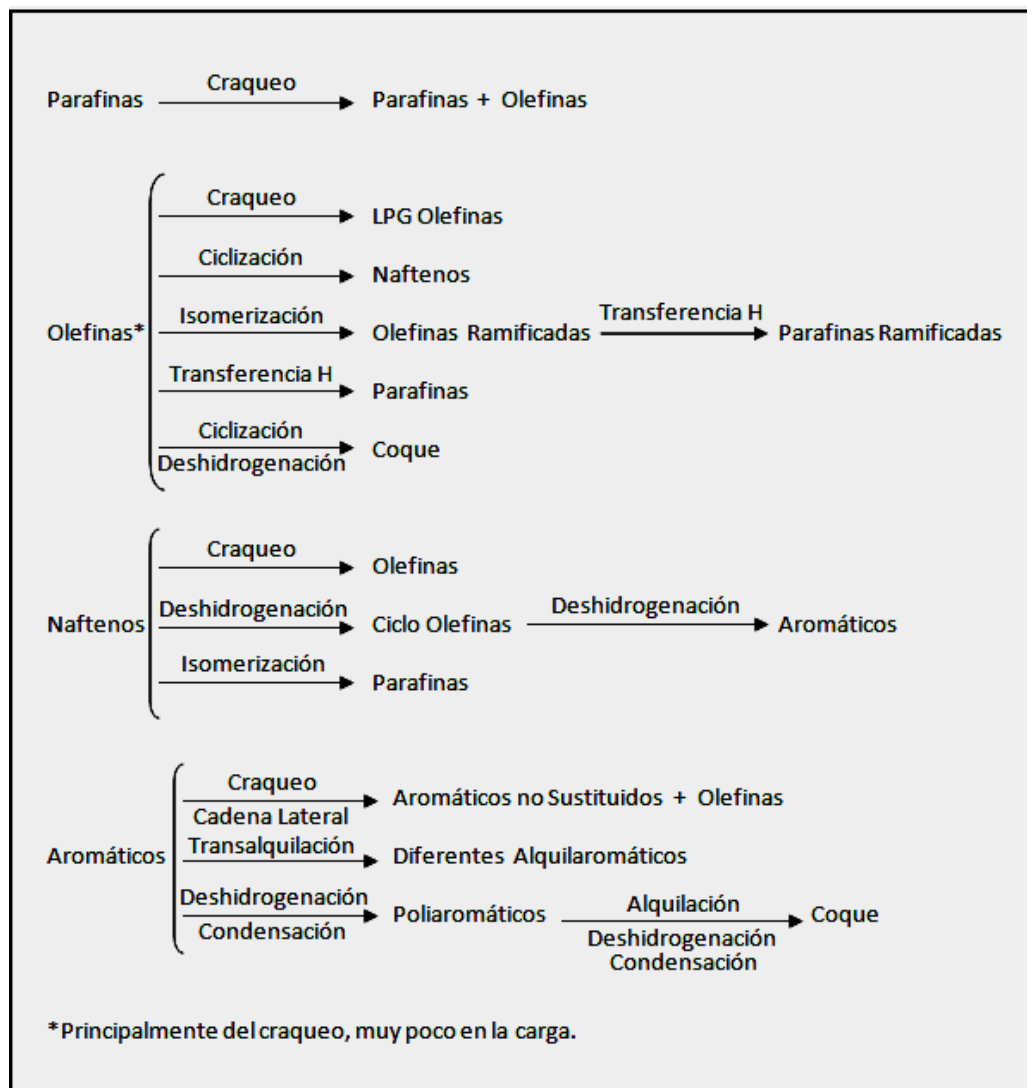 Craqueo
Parafinas Parafinas + Olefinas
Craqueo
LPG Olefinas
Ciclización
Naftenos
Isomerización Transferencia H
Olefinas* Olefinas Ramificadas Parafinas Ramificadas
Transferencia H
Parafinas
Ciclización
Coque
Deshidrogenación
Craqueo
Olefinas
Deshidrogenación Deshidrogenación
Naftenos Ciclo Olefinas Aromáticos
Isomerización
Parafinas
Craqueo
Aromáticos no Sustituidos + Olefinas
Cadena Lateral
Transalquilación
Aromáticos Diferentes Alquilaromáticos
Deshidrogenación Alquilación
Poliaromáticos Coque
Condensación Deshidrogenación
Condensación
*Principalmente del craqueo, muy poco en la carga.